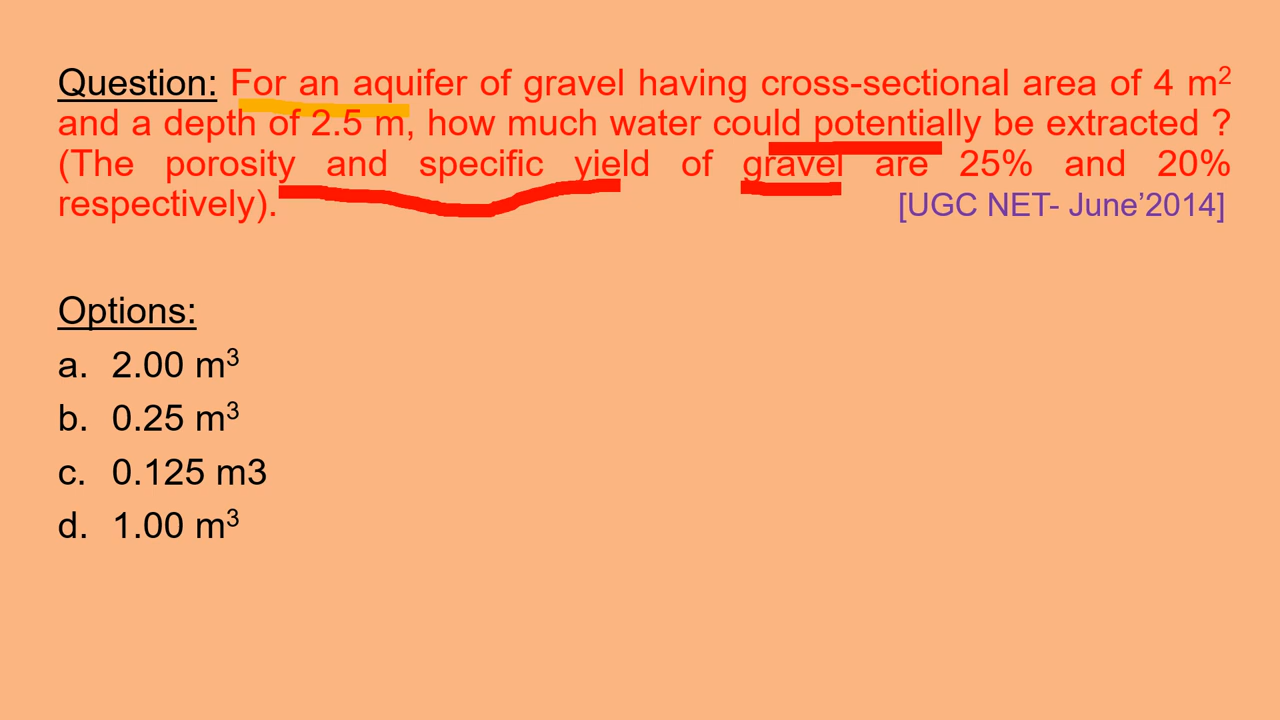 Question: For an aquifer of gravel having cross-sectional area of 4 m²
and a depth of 2.5 m, how much water could potentially be extracted ?
(The porosity and specific yield of gravel are 25% and 20%
respectively). [UGC NET- June’2014]
Options:
a. 2.00 m³
b. 0.25 m³
c. 0.125 m3
d. 1.00 m³